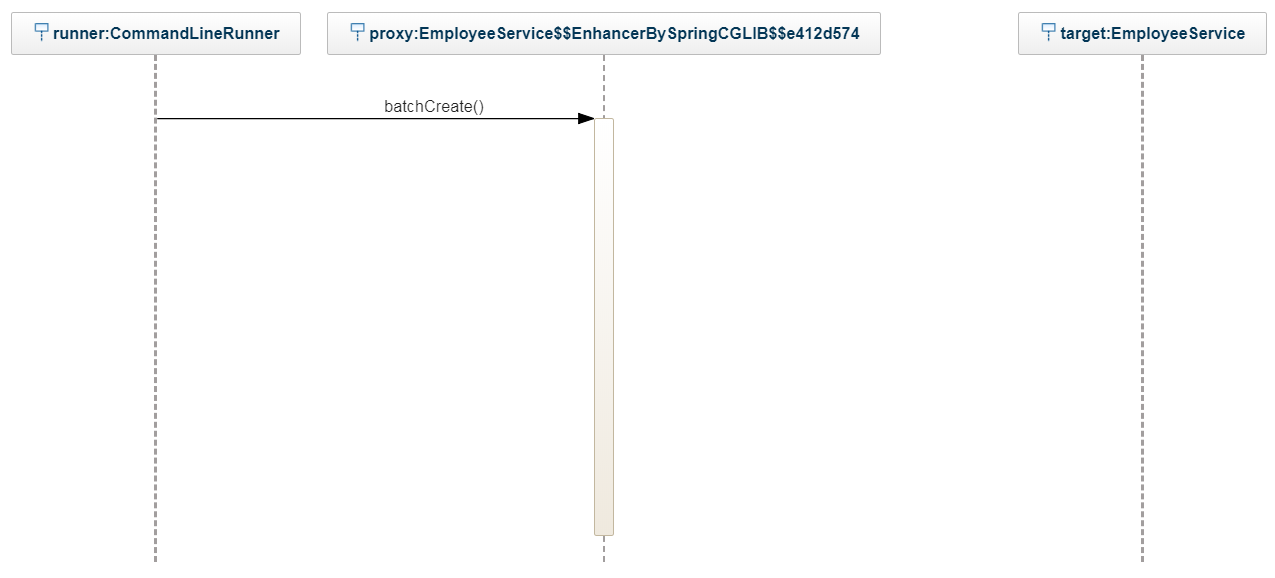 runner:CommandLineRunner
proxy:EmployeeService$$EnhancerBySpringCGLIB$$e412d574
target:EmployeeService
batchCreate()